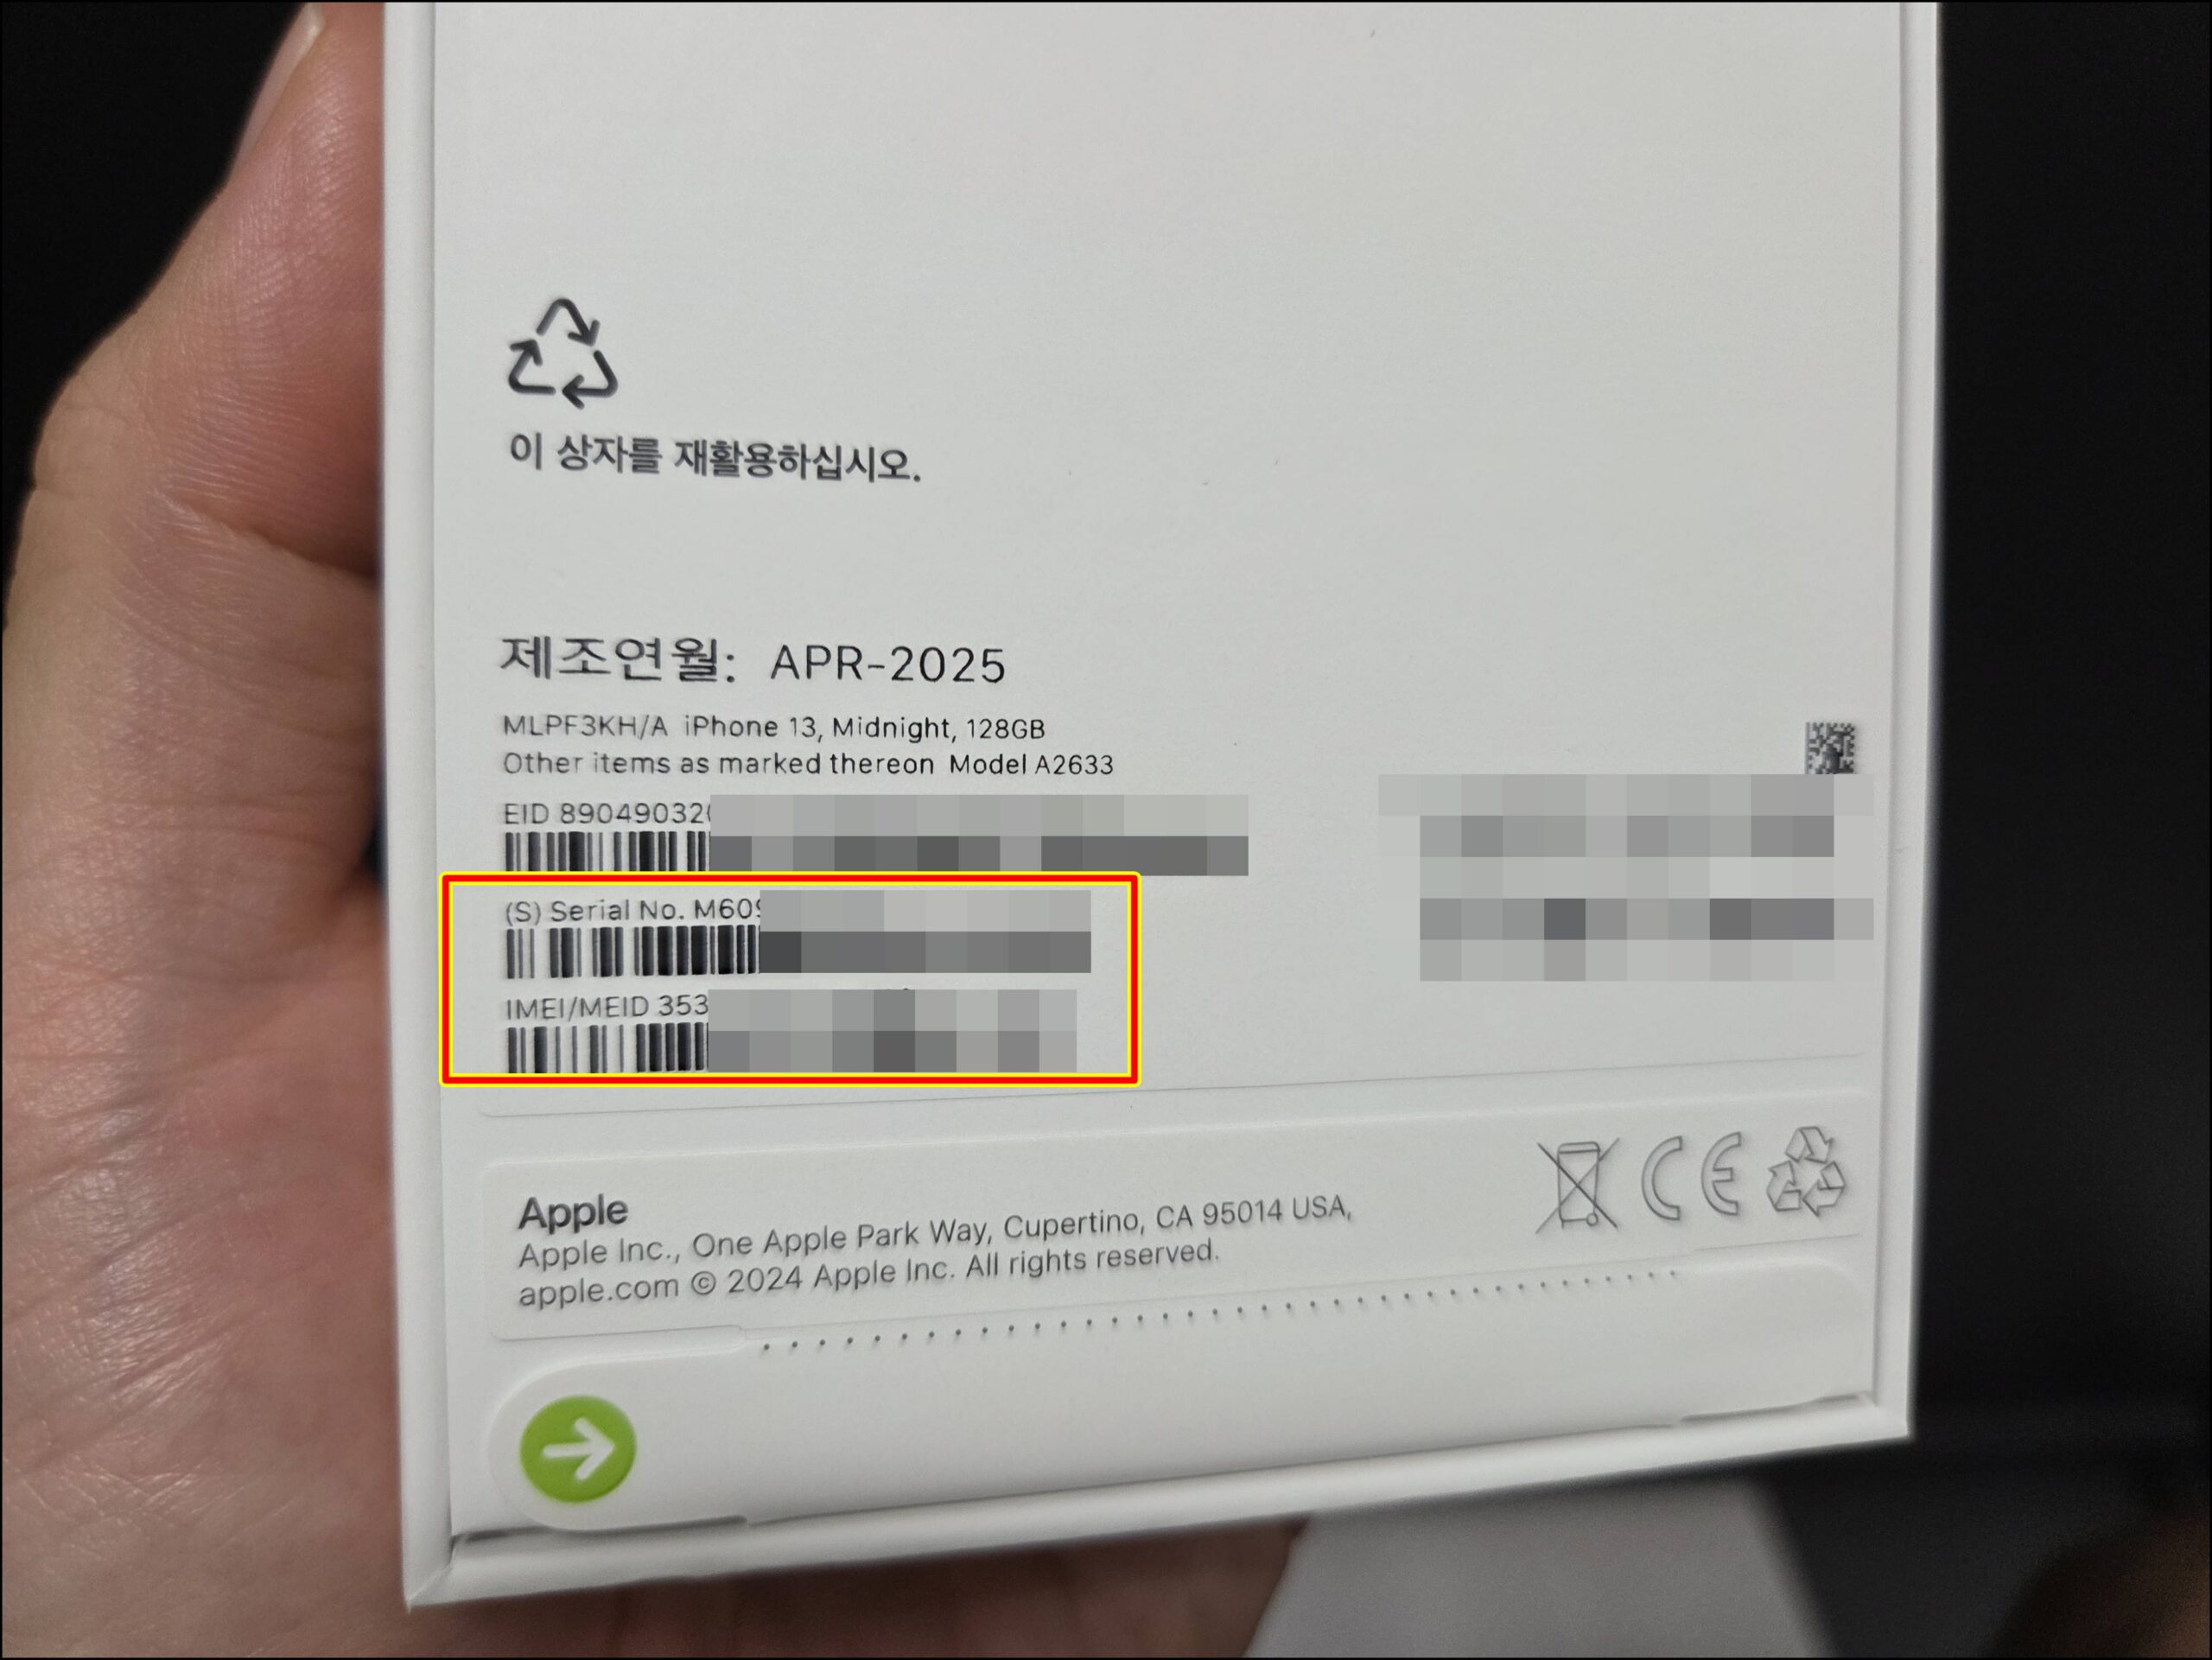 이 상자를 재활용하십시오.
제조연월: APR-2025
MLPF3KH/A iPhone 13, Midnight, 128GB
Other items as marked thereon Model A2633
EID 89049032
(S) Serial No. M609
IMEI/MEID 353
Apple
Apple Inc., One Apple Park Way, Cupertino, CA 95014 USA,
apple.com © 2024 Apple Inc. All rights reserved.
CE